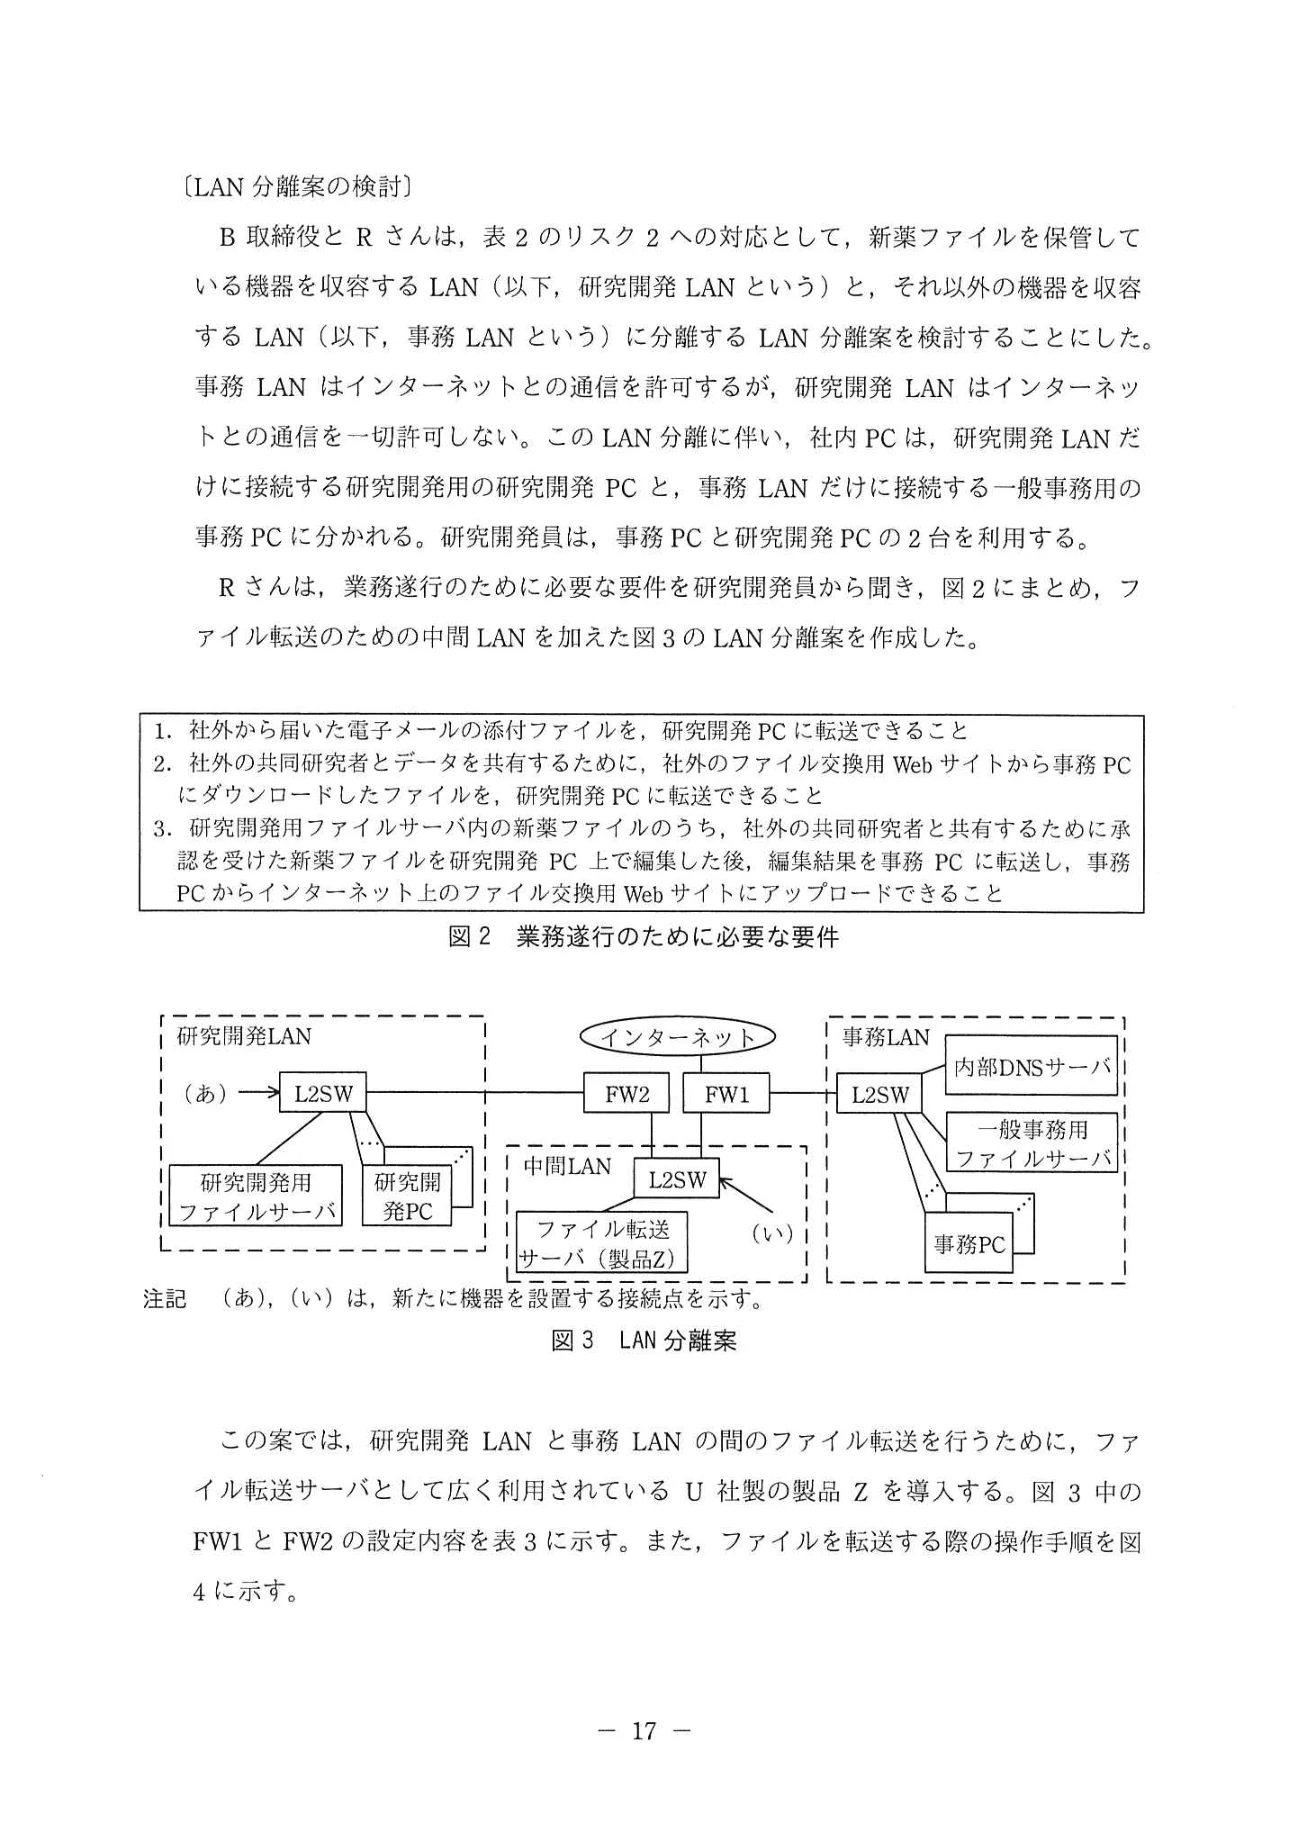 〔LAN 分離案の検討〕
B 取締役と R さんは，表 2 のリスク 2 への対応として，新薬ファイルを保管して
いる機器を収容する LAN（以下，研究開発 LAN という）と，それ以外の機器を収容
する LAN（以下，事務 LAN という）に分離する LAN 分離案を検討することにした。
事務 LAN はインターネットとの通信を許可するが，研究開発 LAN はインターネッ
トとの通信を一切許可しない。この LAN 分離に伴い，社内 PC は，研究開発 LAN だ
けに接続する研究開発用の研究開発 PC と，事務 LAN だけに接続する一般事務用の
事務 PC に分かれる。研究開発員は，事務 PC と研究開発 PC の 2 台を利用する。
R さんは，業務遂行のために必要な要件を研究開発員から聞き，図 2 にまとめ，フ
ァイル転送のための中間 LAN を加えた図 3 の LAN 分離案を作成した。
1. 社外から届いた電子メールの添付ファイルを，研究開発 PC に転送できること
2. 社外の共同研究者とデータを共有するために，社外のファイル交換用 Web サイトから事務 PC
にダウンロードしたファイルを，研究開発 PC に転送できること
3. 研究開発用ファイルサーバ内の新薬ファイルのうち，社外の共同研究者と共有するために承
認を受けた新薬ファイルを研究開発 PC 上で編集した後，編集結果を事務 PC に転送し，事務
PC からインターネット上のファイル交換用 Web サイトにアップロードできること
図 2 業務遂行のために必要な要件
研究開発LAN
（あ）
L2SW
研究開発用
ファイルサーバ
研究開
発PC
インターネット
FW2
FW1
中間LAN
L2SW
ファイル転送
サーバ（製品Z）
（い）
事務LAN
L2SW
内部DNSサーバ
一般事務用
ファイルサーバ
事務PC
注記 （あ），（い）は，新たに機器を設置する接続点を示す。
図 3 LAN 分離案
この案では，研究開発 LAN と事務 LAN の間のファイル転送を行うために，ファ
イル転送サーバとして広く利用されている U 社製の製品 Z を導入する。図 3 中の
FW1 と FW2 の設定内容を表 3 に示す。また，ファイルを転送する際の操作手順を図
4 に示す。
－ 17 －